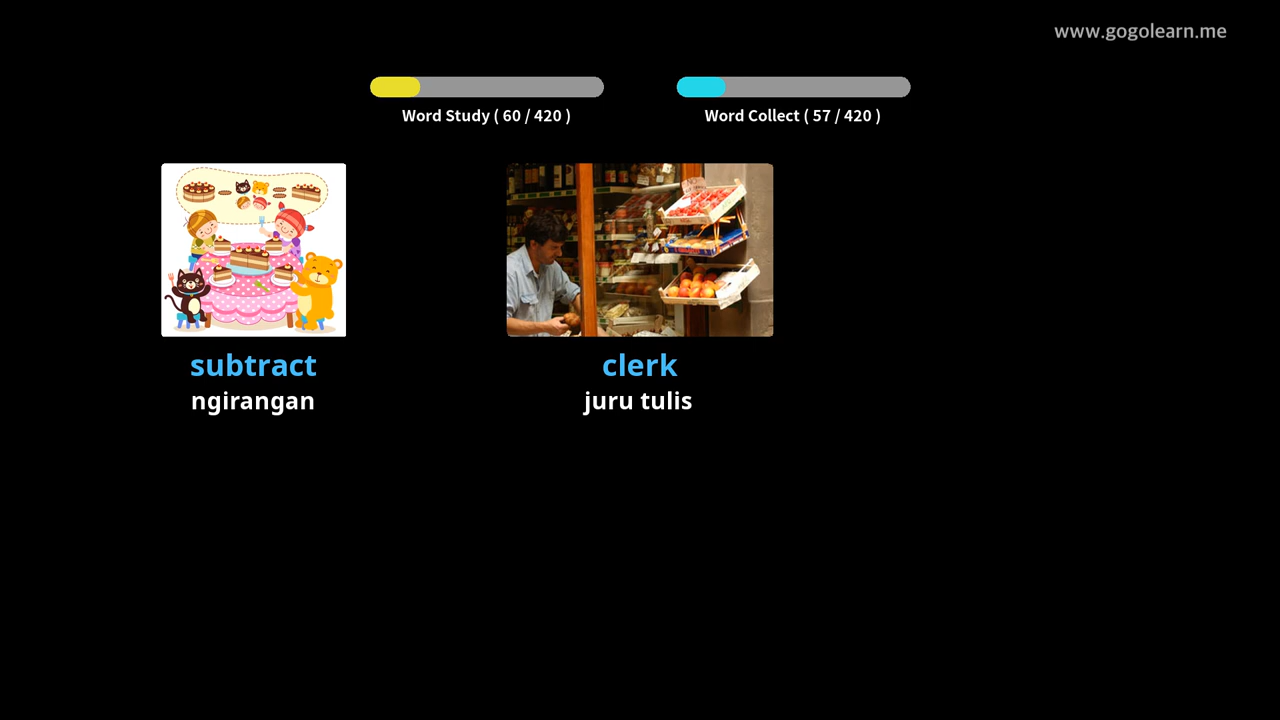 www.gogolearn.me
Word Study ( 60 / 420 )
Word Collect ( 57 / 420 )
subtract
ngirangan
clerk
juru tulis